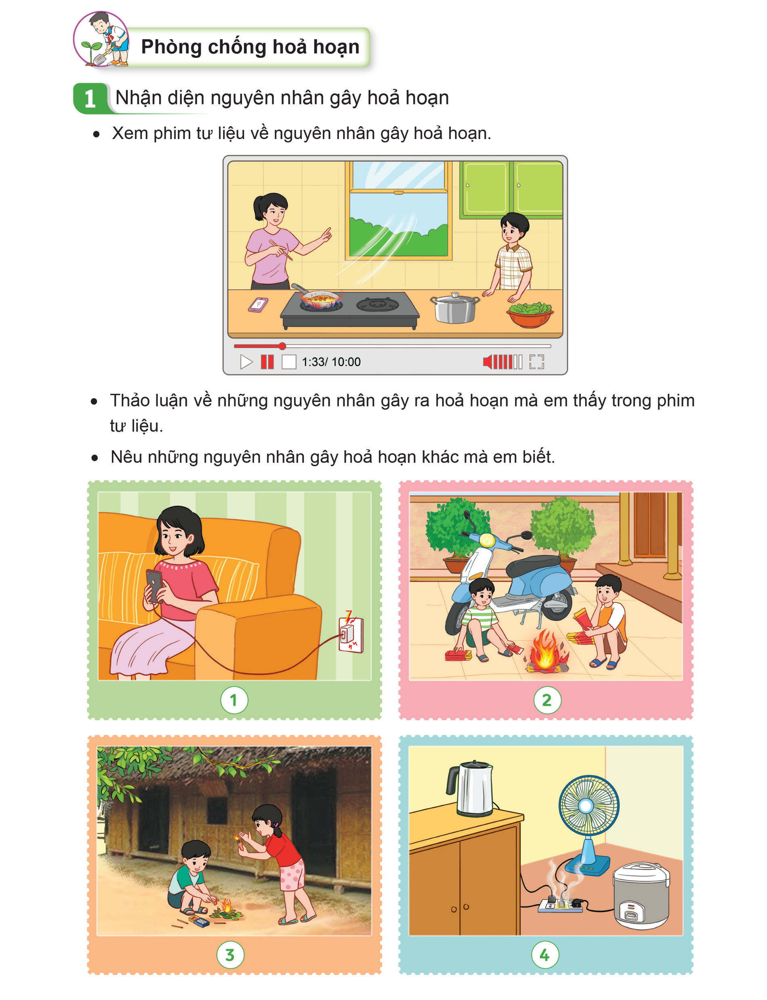 Phòng chống hoả hoạn
1 Nhận diện nguyên nhân gây hoả hoạn
• Xem phim tư liệu về nguyên nhân gây hoả hoạn.
1:33/ 10:00
• Thảo luận về những nguyên nhân gây ra hoả hoạn mà em thấy trong phim
tư liệu.
• Nêu những nguyên nhân gây hoả hoạn khác mà em biết.
1
2
3
4